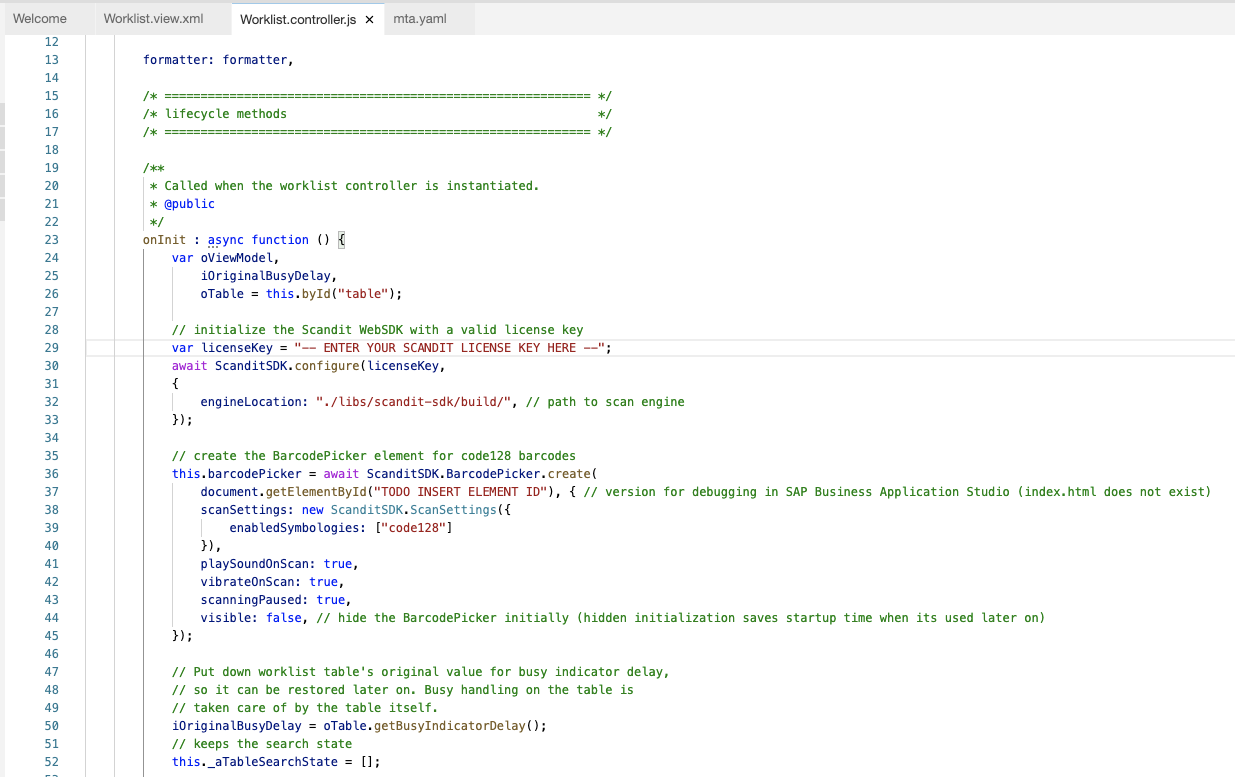 Welcome Worklist.view.xml Worklist.controller.js × mta.yaml
12
13 formatter: formatter,
14
15 /* =========================================================== */
16 /* lifecycle methods */
17 /* =========================================================== */
18
19 /**
20 * Called when the worklist controller is instantiated.
21 * @public
22 */
23 onInit : async function () {
24 var oViewModel,
25 iOriginalBusyDelay,
26 oTable = this.byId("table");
27
28 // initialize the Scandit WebSDK with a valid license key
29 var licenseKey = "-- ENTER YOUR SCANDIT LICENSE KEY HERE --";
30 await ScanditSDK.configure(licenseKey,
31 {
32 engineLocation: "./libs/scandit-sdk/build/", // path to scan engine
33 });
34
35 // create the BarcodePicker element for code128 barcodes
36 this.barcodePicker = await ScanditSDK.BarcodePicker.create(
37 document.getElementById("TODO INSERT ELEMENT ID"), { // version for debugging in SAP Business Application Studio (index.html does not exist)
38 scanSettings: new ScanditSDK.ScanSettings({
39 enabledSymbologies: ["code128"]
40 }),
41 playSoundOnScan: true,
42 vibrateOnScan: true,
43 scanningPaused: true,
44 visible: false, // hide the BarcodePicker initially (hidden initialization saves startup time when its used later on)
45 });
46
47 // Put down worklist table's original value for busy indicator delay,
48 // so it can be restored later on. Busy handling on the table is
49 // taken care of by the table itself.
50 iOriginalBusyDelay = oTable.getBusyIndicatorDelay();
51 // keeps the search state
52 this._aTableSearchState = [];